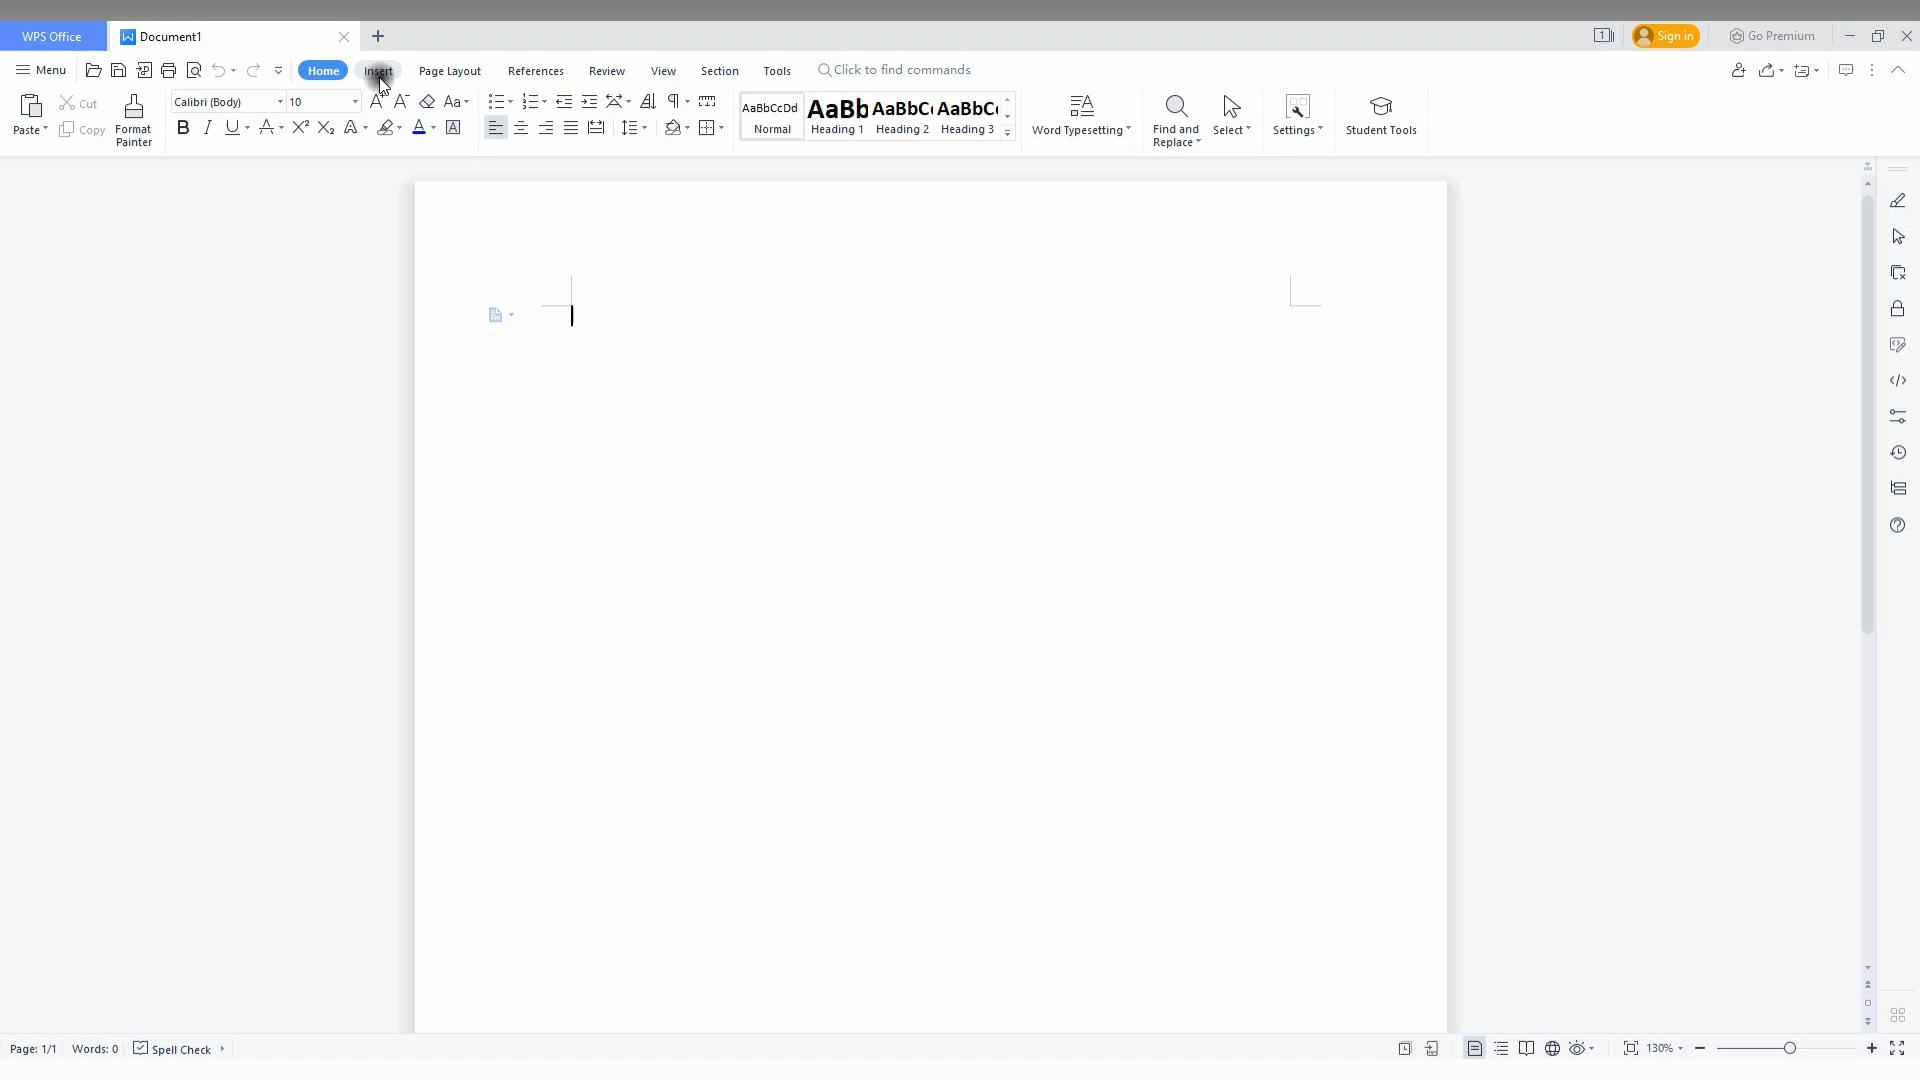 WPS Office
Document1
1
Sign in
Go Premium
Menu
Home
Insert
Page Layout
References
Review
View
Section
Tools
Click to find commands
Paste
Cut
Copy
Format
Painter
Calibri (Body)
10
AaBbCcDd
Normal
AaBb
Heading 1
AaBbC
Heading 2
AaBbC
Heading 3
Word Typesetting
Find and
Replace
Select
Settings
Student Tools
Page: 1/1
Words: 0
Spell Check
130%